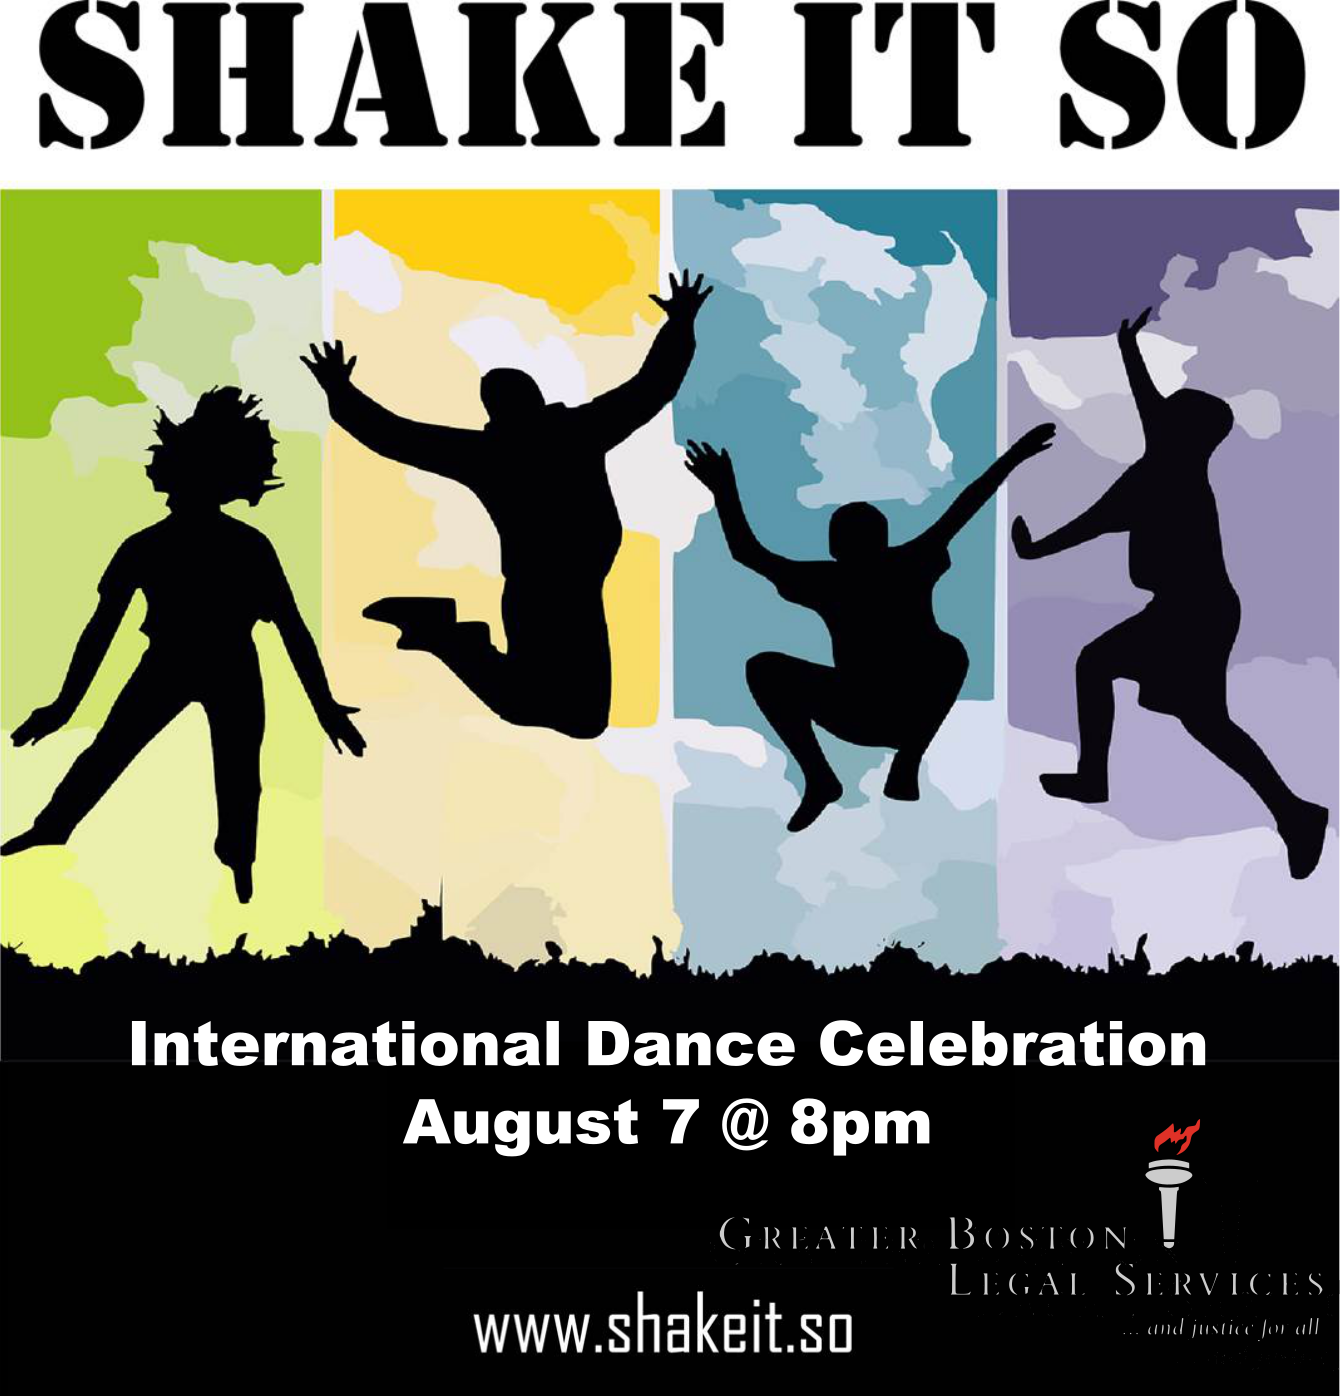 SHAKE IT SO
International Dance Celebration
August 7 @ 8pm
GREATER BOSTON
LEGAL SERVICES
... and justice for all
www.shakeit.so